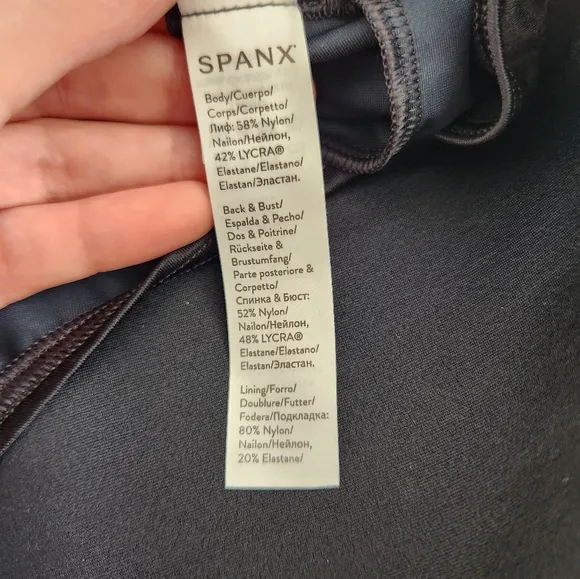 SPANX®
Body/Cuerpo/
Corps/Corpetto/
Лиф: 58% Nylon/
Nailon/Нейлон,
42% LYCRA®
Elastane/Elastano/
Elastan/Эластан.
Back & Bust/
Espalda & Pecho/
Dos & Poitrine/
Rückseite &
Brustumfang/
Parte posteriore &
Corpetto/
Спинка & Бюст:
52% Nylon/
Nailon/Нейлон,
48% LYCRA®
Elastane/Elastano/
Elastan/Эластан.
Lining/Forro/
Doublure/Futter/
Fodera/Подкладка:
80% Nylon/
Nailon/Нейлон,
20% Elastane/